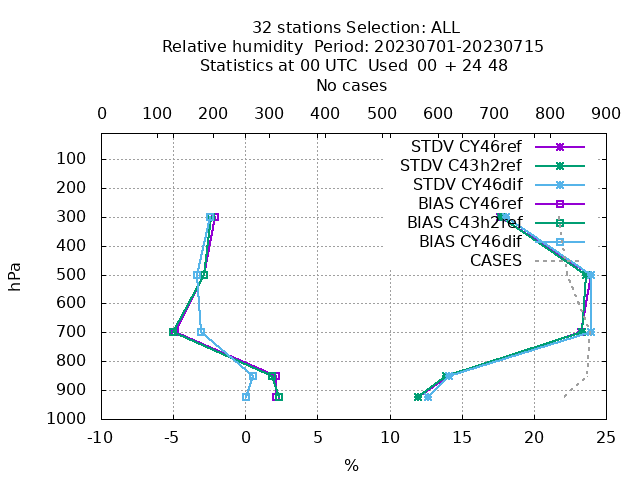 32 stations Selection: ALL
Relative humidity  Period: 20230701-20230715
Statistics at 00 UTC  Used  00 + 24 48
No cases
0 100 200 300 400 500 600 700 800 900
STDV CY46ref
100
STDV C43h2ref
STDV CY46dif
200
BIAS CY46ref
300
BIAS C43h2ref
BIAS CY46dif
400
CASES
500
hPa
600
700
800
900
1000
-10 -5 0 5 10 15 20 25
%